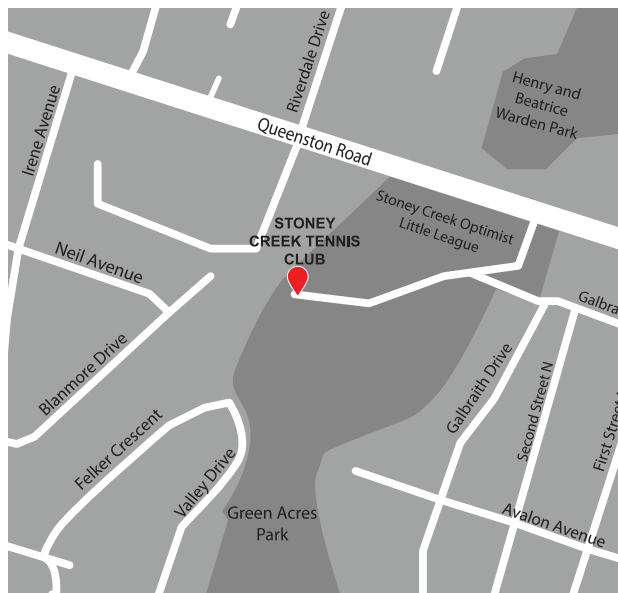 Riverdale Drive
Henry and
Beatrice
Warden Park
Irene Avenue
Queenston Road
Stoney Creek Optimist
Little League
STONEY
CREEK TENNIS
CLUB
Neil Avenue
Galbra
Blanmore Drive
Galbraith Drive
Second Street N
First Street
Felker Crescent
Valley Drive
Green Acres
Park
Avalon Avenue